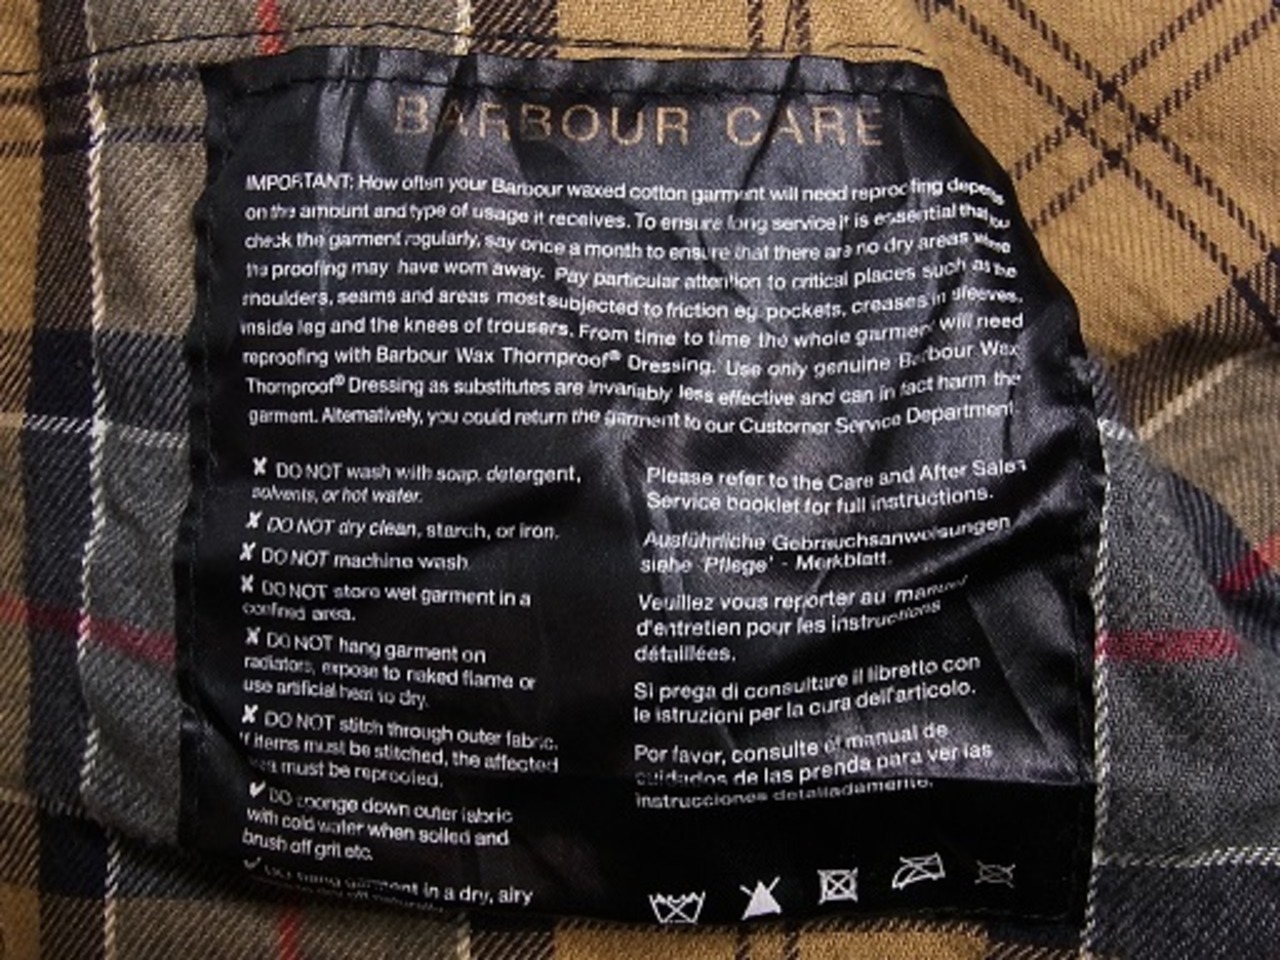 BARBOUR CARE
IMPORTANT: How often your Barbour waxed cotton garment will need reproofing depends
on the amount and type of usage it receives. To ensure long service it is essential that you
check the garment regularly, say once a month to ensure that there are no dry areas where
the proofing may have worn away. Pay particular attention to critical places such as the
shoulders, seams and areas most subjected to friction eg. pockets, creases in sleeves,
inside leg and the knees of trousers. From time to time the whole garment will need
reproofing with Barbour Wax Thornproof® Dressing. Use only genuine Barbour Wax
Thornproof® Dressing as substitutes are invariably less effective and can in fact harm the
garment. Alternatively, you could return the garment to our Customer Service Department
✘ DO NOT wash with soap, detergent,
solvents, or hot water.
✘ DO NOT dry clean, starch, or iron.
✘ DO NOT machine wash
✘ DO NOT store wet garment in a
confined area.
✘ DO NOT hang garment on
radiators, expose to naked flame or
use artificial heat to dry.
✘ DO NOT stitch through outer fabric.
If items must be stitched, the affected
area must be reproofed.
✔ DO sponge down outer fabric
with cold water when soiled and
brush off grit etc.
✔ DO hang garment in a dry, airy
to dry off naturally.
Please refer to the Care and After Sales
Service booklet for full instructions.
Ausführliche Gebrauchsanweisungen
siehe 'Pflege' - Merkblatt.
Veuillez vous reporter au manuel
d'entretien pour les instructions
détaillées.
Si prega di consultare il libretto con
le istruzioni per la cura dell'articolo.
Por favor, consulte el manual de
cuidados de las prenda para ver las
instrucciones detalladamente.